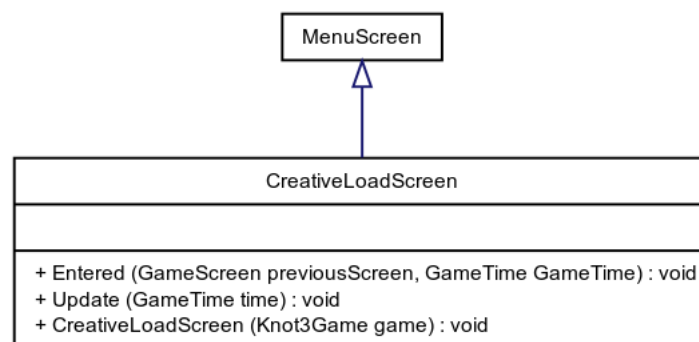 MenuScreen
CreativeLoadScreen
+ Entered (GameScreen previousScreen, GameTime GameTime) : void
+ Update (GameTime time) : void
+ CreativeLoadScreen (Knot3Game game) : void